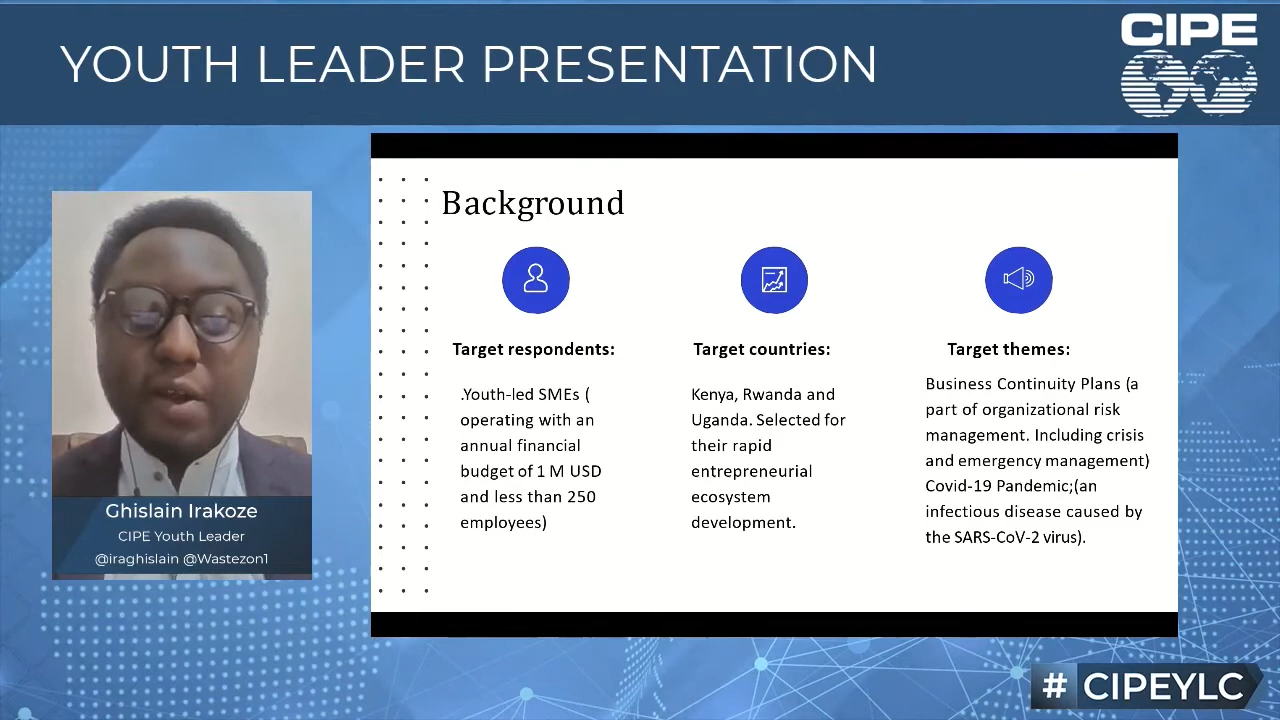 YOUTH LEADER PRESENTATION
CIPE
Background
Target respondents:
.Youth-led SMEs (
operating with an
annual financial
budget of 1 M USD
and less than 250
employees)
Target countries:
Kenya, Rwanda and
Uganda. Selected for
their rapid
entrepreneurial
ecosystem
development.
Target themes:
Business Continuity Plans (a
part of organizational risk
management. Including crisis
and emergency management)
Covid-19 Pandemic;(an
infectious disease caused by
the SARS-CoV-2 virus).
Ghislain Irakoze
CIPE Youth Leader
@iraghislain @Wastezon1
# CIPEYLC